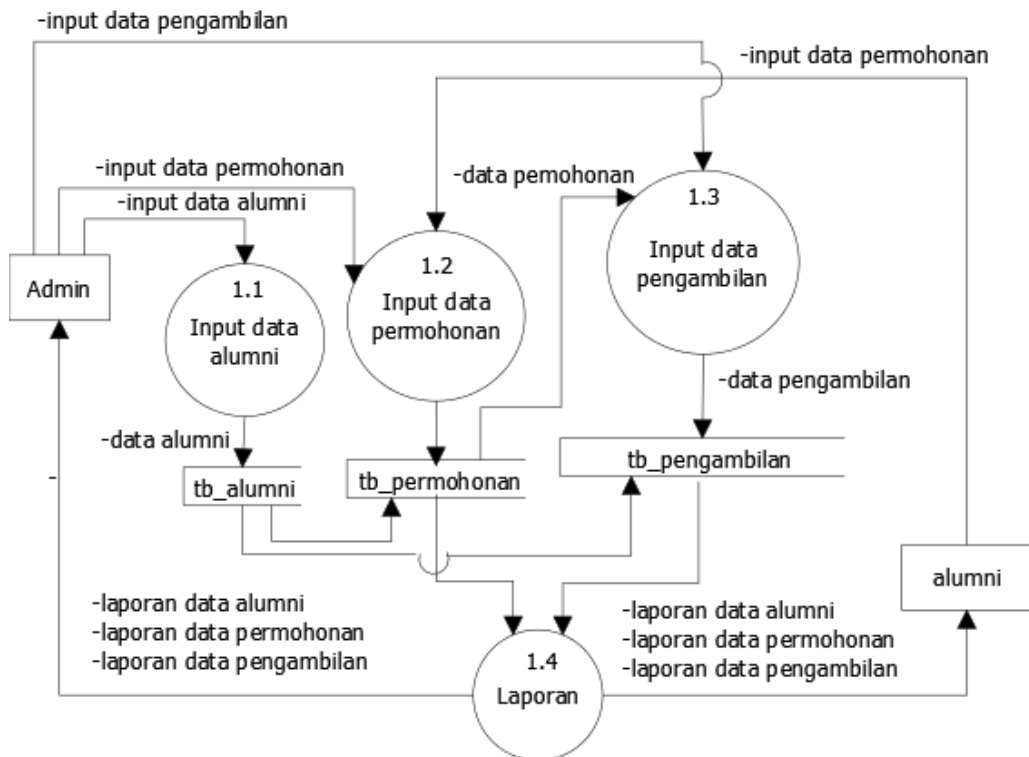 -input data pengambilan
-input data permohonan
-input data permohonan
-data pemohonan
-input data alumni
1.3
Input data
pengambilan
1.2
Input data
permohonan
Admin
1.1
Input data
alumni
-data pengambilan
-data alumni
tb_alumni
tb_permohonan
tb_pengambilan
-
alumni
-laporan data alumni
-laporan data permohonan
-laporan data pengambilan
-laporan data alumni
-laporan data permohonan
-laporan data pengambilan
1.4
Laporan